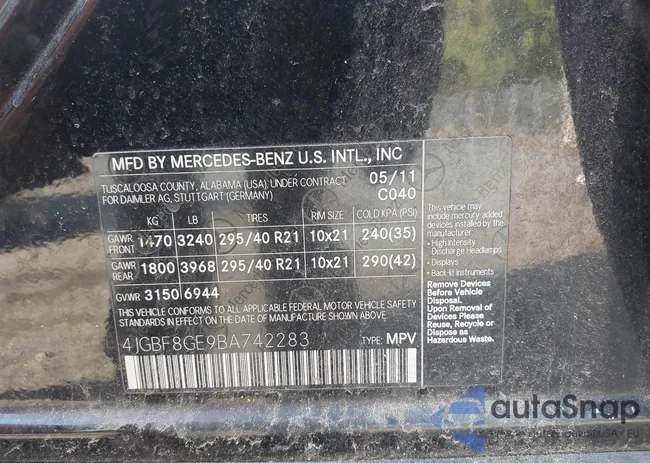 MFD BY MERCEDES-BENZ U.S. INTL., INC
TUSCALOOSA COUNTY, ALABAMA (USA) UNDER CONTRACT 05/11
FOR DAIMLER AG, STUTTGART (GERMANY) C040
KG LB TIRES RIM SIZE COLD KPA (PSI)
GAWR FRONT 1470 3240 295/40 R21 10x21 240(35)
GAWR REAR 1800 3968 295/40 R21 10x21 290(42)
GVWR 3150 6944
THIS VEHICLE CONFORMS TO ALL APPLICABLE FEDERAL MOTOR VEHICLE SAFETY
STANDARDS IN EFFECT ON THE DATE OF MANUFACTURE SHOWN ABOVE.
4JGBF8GE9BA742283 TYPE: MPV
This vehicle may
include mercury-added
devices installed by the
manufacturer:
• High Intensity
Discharge Headlamps
• Displays
• Back-lit Instruments
Remove Devices
Before Vehicle
Disposal.
Upon Removal of
Devices Please
Reuse, Recycle or
Dispose as
Hazardous Waste.
autaSnap
AutoAuctionsFromUSA.EU